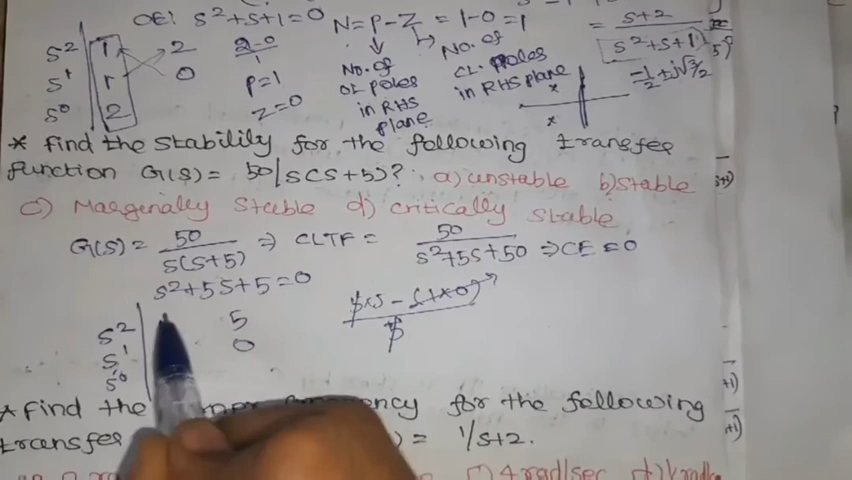 OE: s²+s+1=0 N=P-Z = 1-0=1 = s+2 / s²+s+1
s² 1 2 2-0/1 No. of OL poles in RHS plane No. of CL poles in RHS plane -1/2 ± j√3/2
s¹ 1 0 P=1
s⁰ 2 Z=0
* find the stability for the following transfer
function G(s)= 50/s(s+5)? a) unstable b) stable
c) Marginally stable d) critically stable
G(s)= 50/s(s+5) ⇒ CLTF = 50/s²+5s+50 ⇒ CE=0
s²+5s+5=0
s² 5
s¹ 0
s⁰
* Find the for the following
transfer = 1/s+2.
c) 4 rad/sec d)